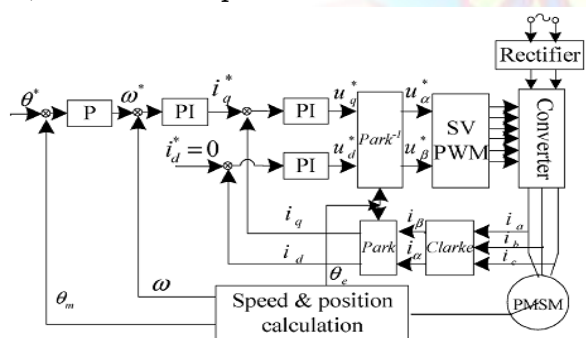 Rectifier
θ* P ω* PI i_q* PI u_q* Park⁻¹ u_α* SV PWM Converter
i_d* = 0 PI u_d* u_β*
i_q i_d Park i_β i_α Clarke i_a i_b i_c
θ_m ω θ_e
Speed & position
calculation
PMSM